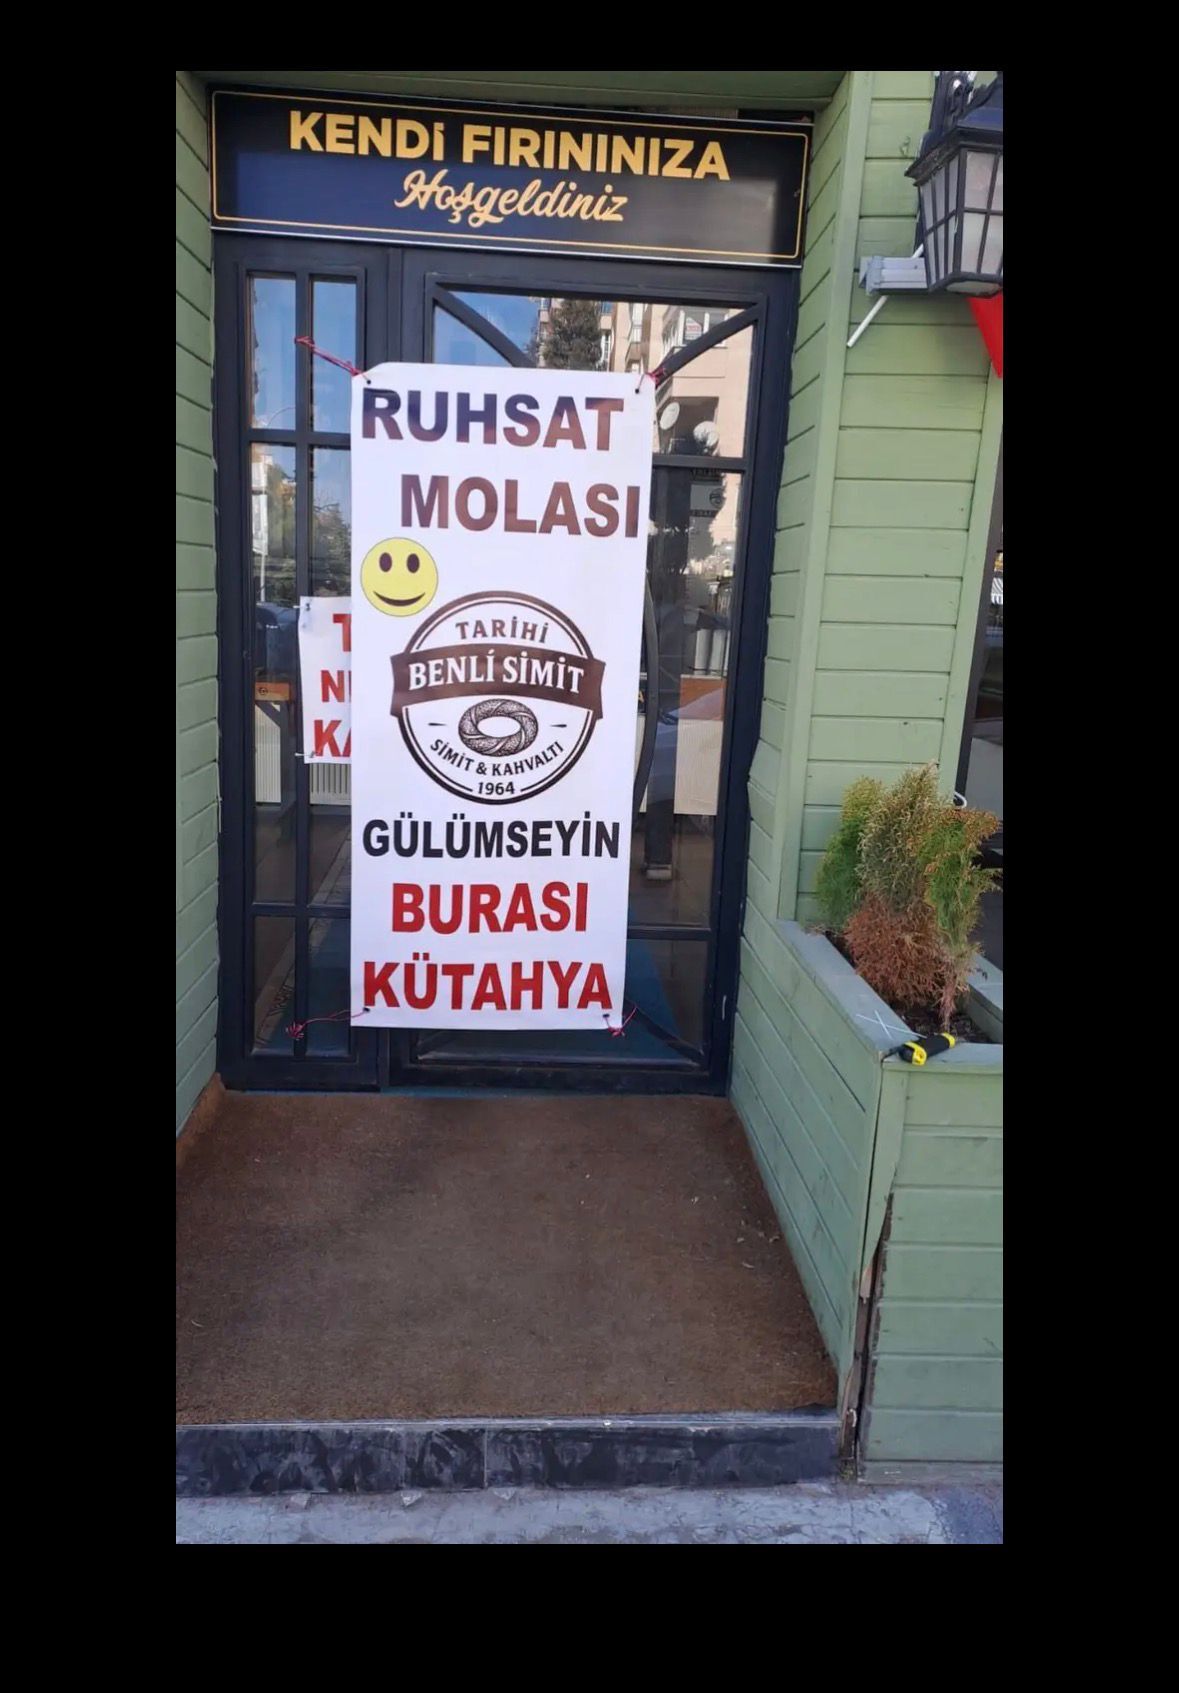 KENDİ FIRININIZA
Hoşgeldiniz
RUHSAT
MOLASI
TARİHİ
BENLİ SİMİT
SİMİT & KAHVALTI
1964
GÜLÜMSEYİN
BURASI
KÜTAHYA